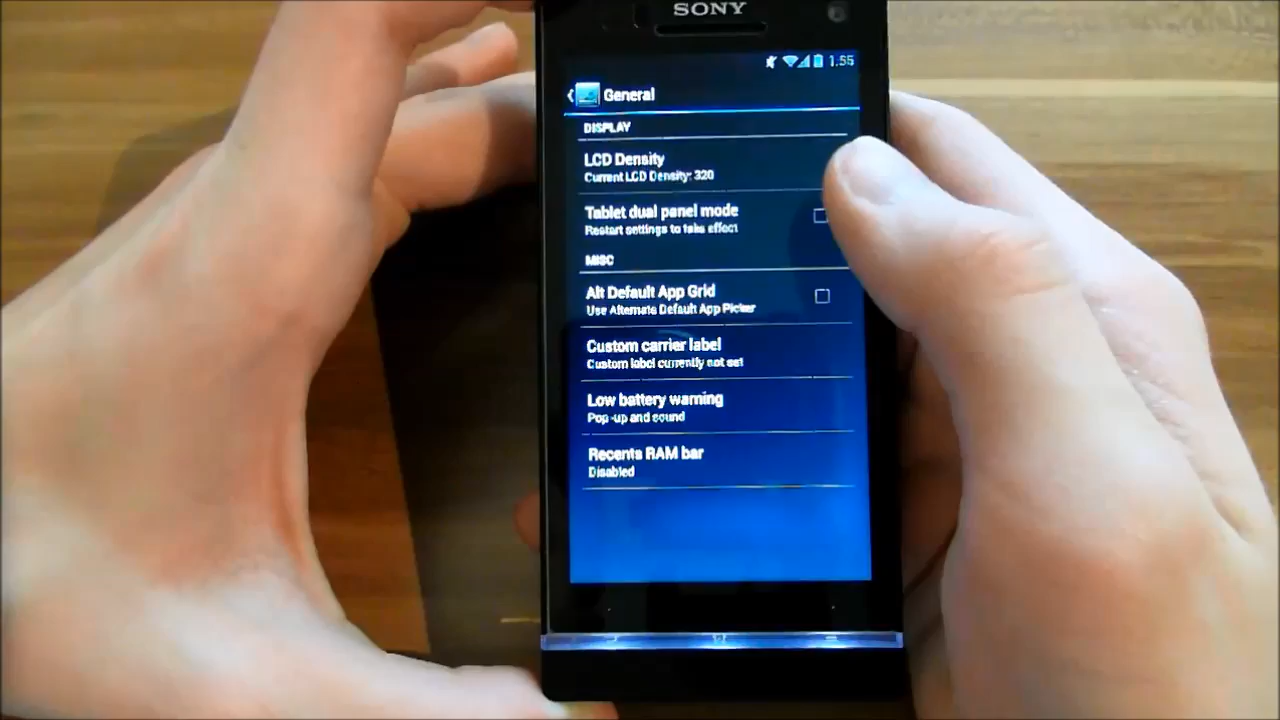 SONY
1:55
General
DISPLAY
LCD Density
Current LCD Density: 320
Tablet dual panel mode
Restart settings to take effect
MISC
Alt Default App Grid
Use Alternate Default App Picker
Custom carrier label
Custom label currently not set
Low battery warning
Pop-up and sound
Recents RAM bar
Disabled